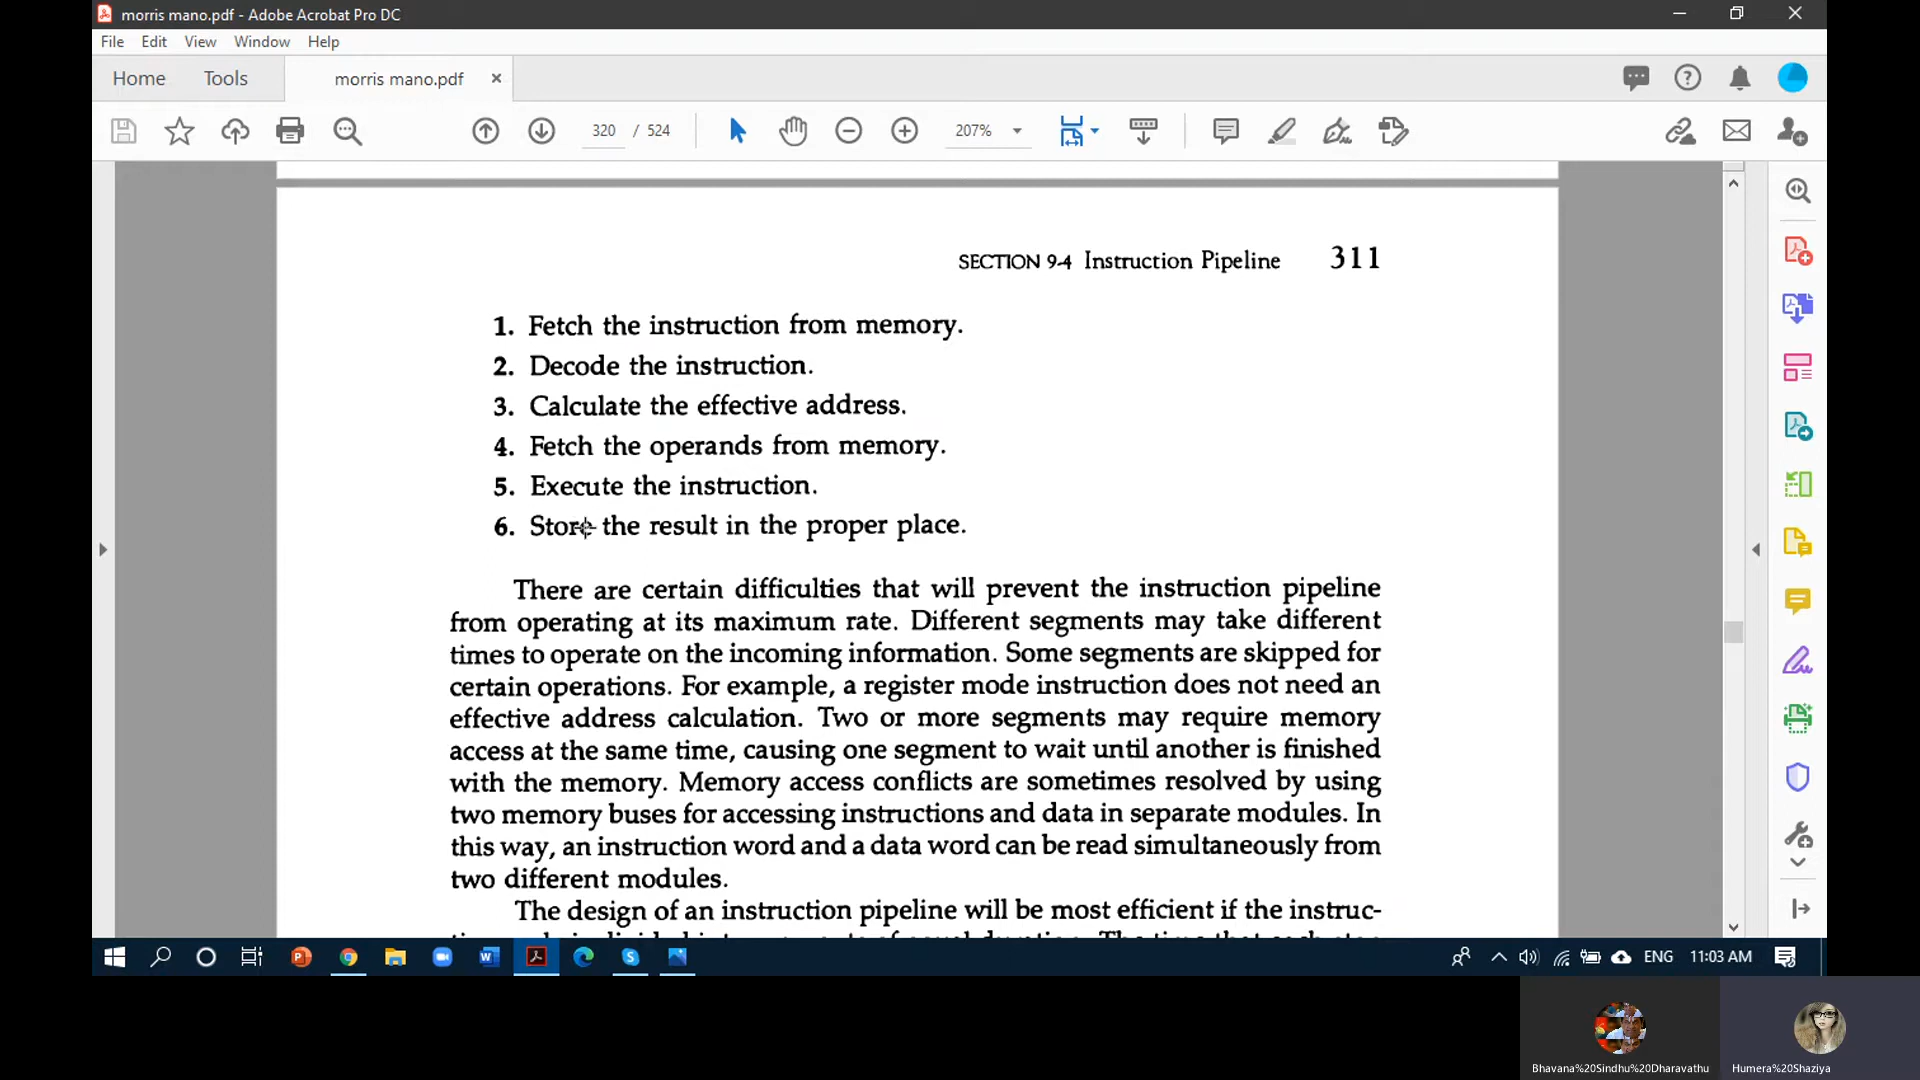 morris mano.pdf - Adobe Acrobat Pro DC
File Edit View Window Help
Home Tools morris mano.pdf
320 / 524 207%
SECTION 9-4 Instruction Pipeline 311
1. Fetch the instruction from memory.
2. Decode the instruction.
3. Calculate the effective address.
4. Fetch the operands from memory.
5. Execute the instruction.
6. Store the result in the proper place.
There are certain difficulties that will prevent the instruction pipeline
from operating at its maximum rate. Different segments may take different
times to operate on the incoming information. Some segments are skipped for
certain operations. For example, a register mode instruction does not need an
effective address calculation. Two or more segments may require memory
access at the same time, causing one segment to wait until another is finished
with the memory. Memory access conflicts are sometimes resolved by using
two memory buses for accessing instructions and data in separate modules. In
this way, an instruction word and a data word can be read simultaneously from
two different modules.
The design of an instruction pipeline will be most efficient if the instruc-
ENG 11:03 AM
Bhavana%20Sindhu%20Dharavathu Humera%20Shaziya